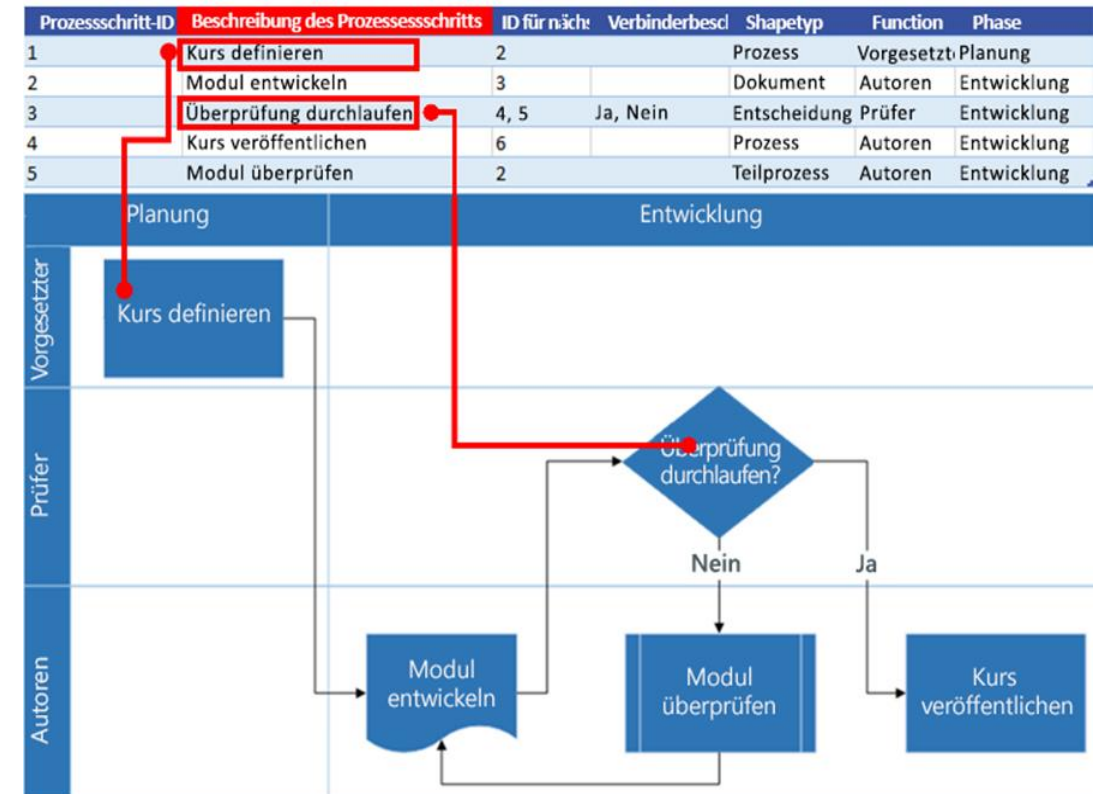 Prozessschritt-ID Beschreibung des Prozessessschritts ID für nächs Verbinderbescl Shapetyp Function Phase
1 Kurs definieren 2 Prozess Vorgesetzt Planung
2 Modul entwickeln 3 Dokument Autoren Entwicklung
3 Überprüfung durchlaufen 4, 5 Ja, Nein Entscheidung Prüfer Entwicklung
4 Kurs veröffentlichen 6 Prozess Autoren Entwicklung
5 Modul überprüfen 2 Teilprozess Autoren Entwicklung
Planung Entwicklung
Vorgesetzter
Kurs definieren
Prüfer
Überprüfung
durchlaufen?
Nein Ja
Autoren
Modul
entwickeln
Modul
überprüfen
Kurs
veröffentlichen